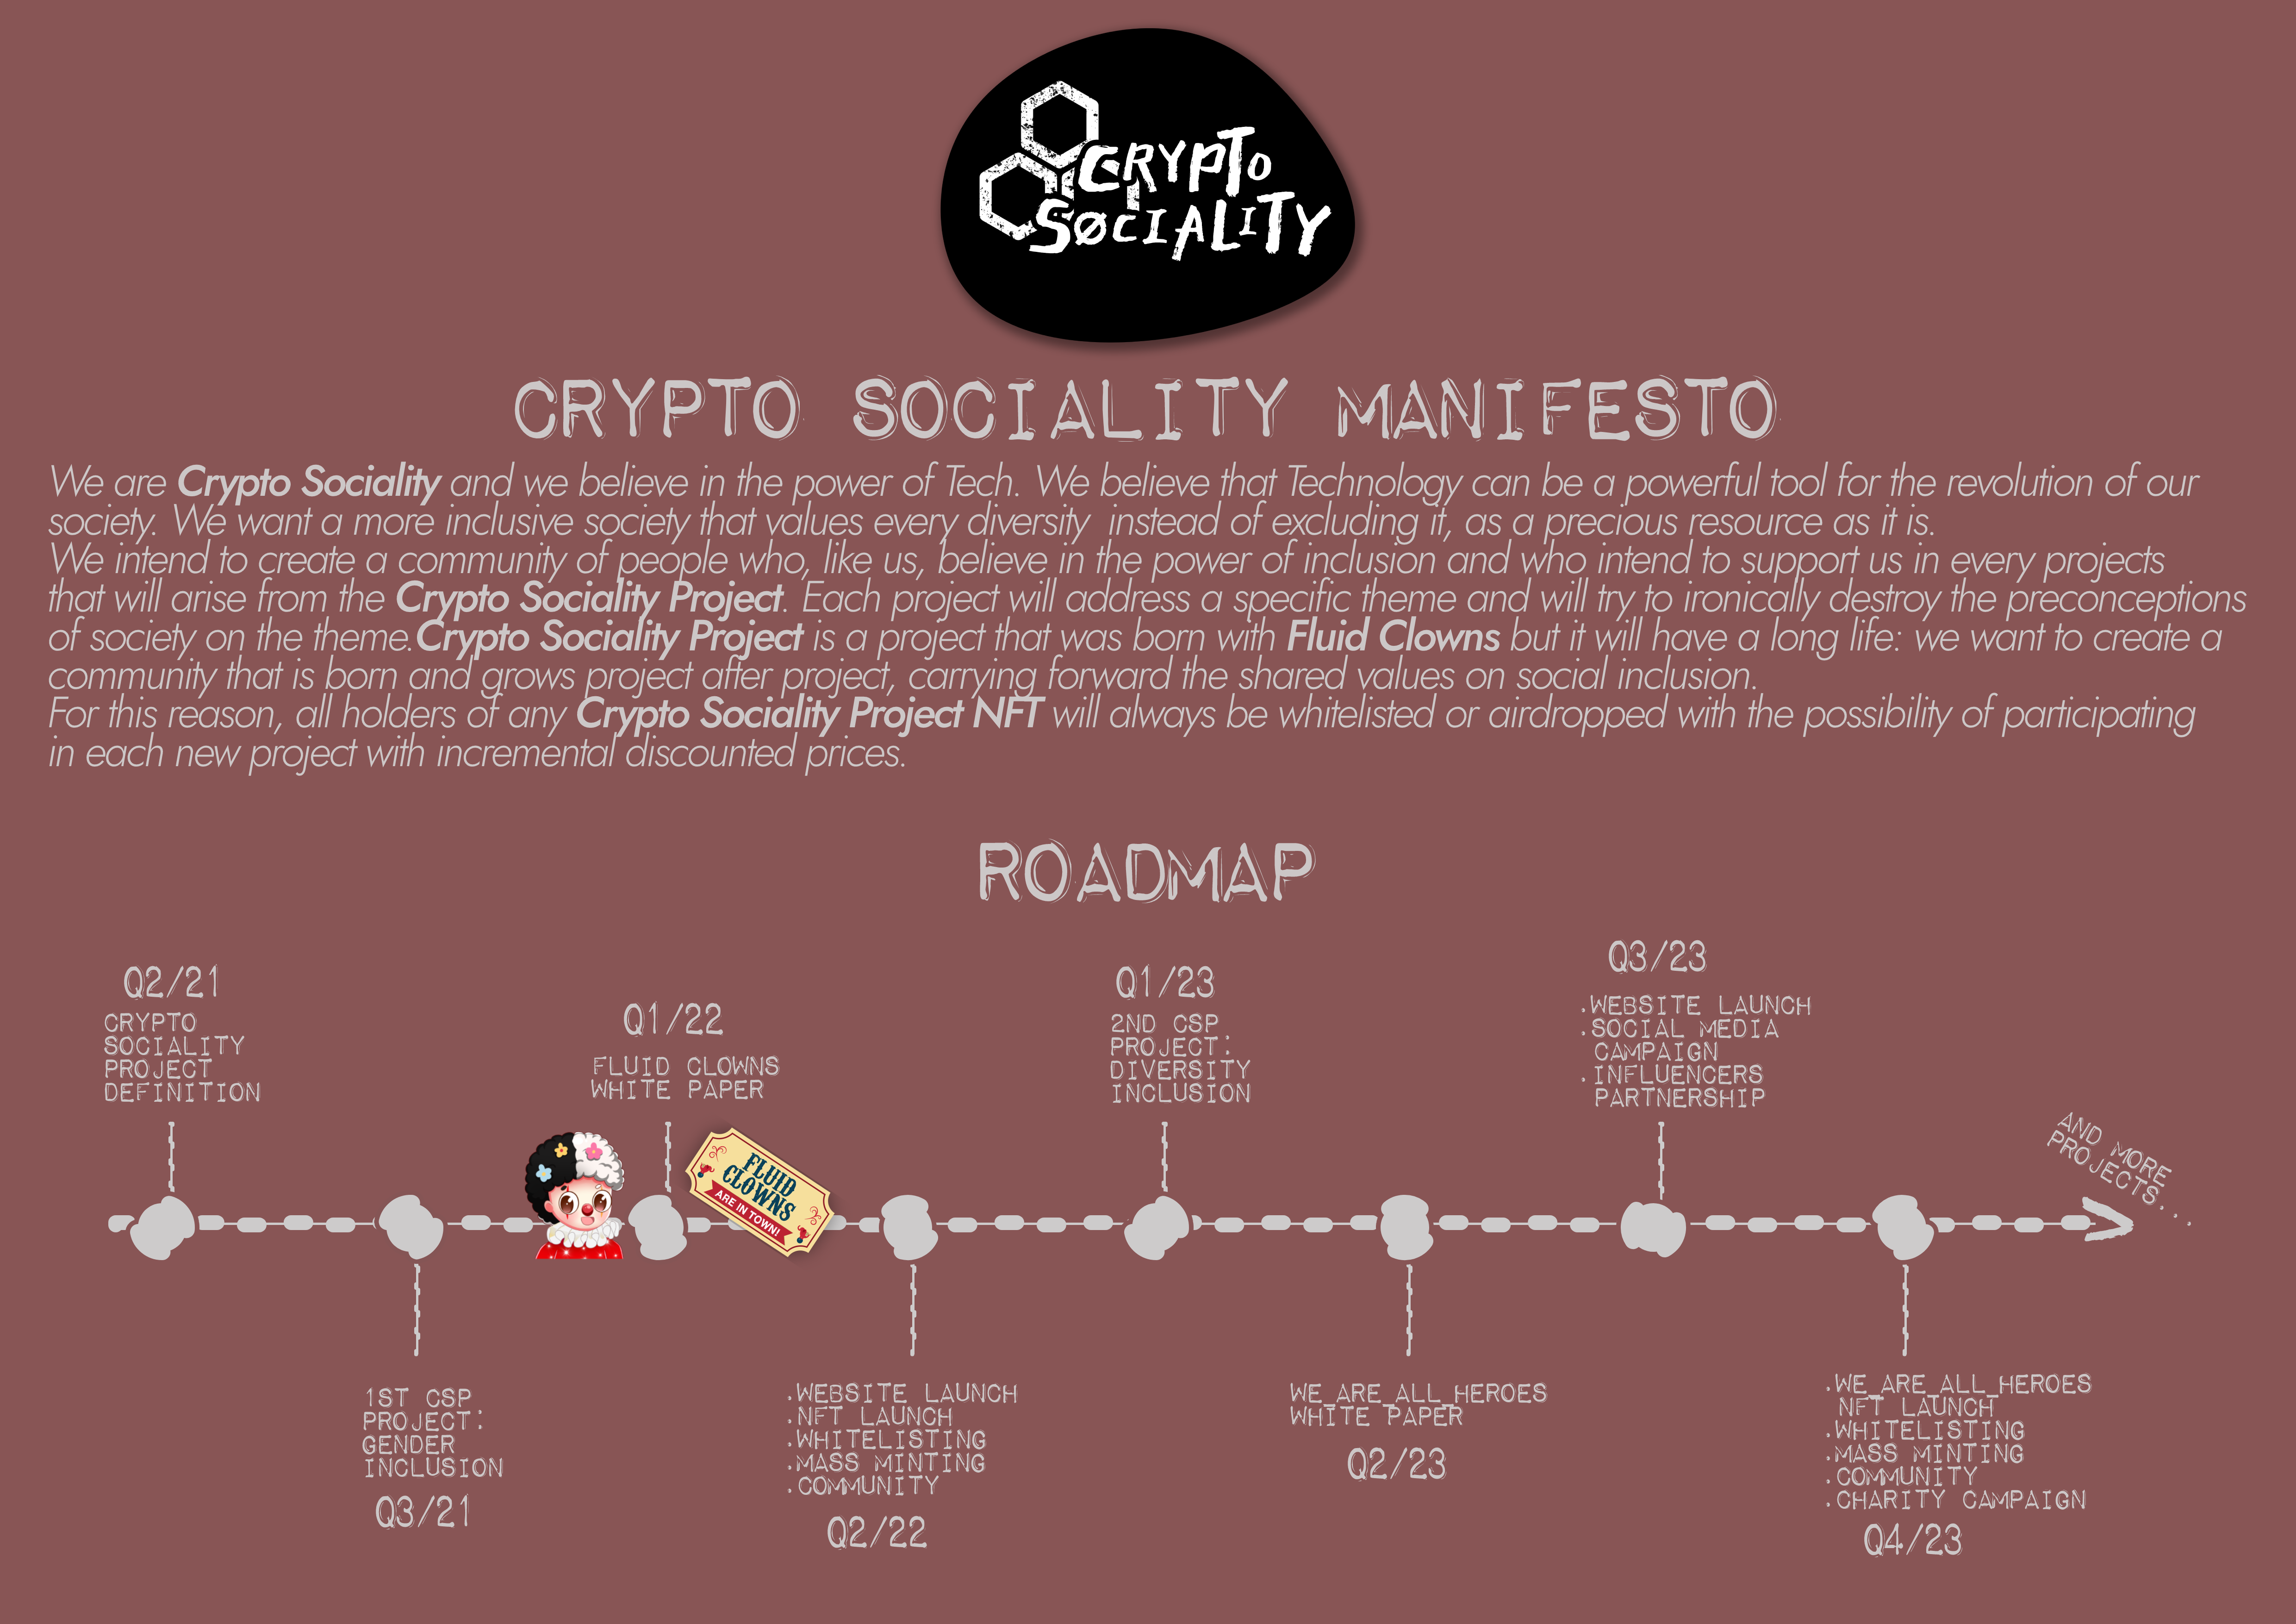 CRYPTO
SOCIALITY
CRYPTO SOCIALITY MANIFESTO
We are Crypto Sociality and we believe in the power of Tech. We believe that Technology can be a powerful tool for the revolution of our
society. We want a more inclusive society that values every diversity instead of excluding it, as a precious resource as it is.
We intend to create a community of people who, like us, believe in the power of inclusion and who intend to support us in every projects
that will arise from the Crypto Sociality Project. Each project will address a specific theme and will try to ironically destroy the preconceptions
of society on the theme.Crypto Sociality Project is a project that was born with Fluid Clowns but it will have a long life: we want to create a
community that is born and grows project after project, carrying forward the shared values on social inclusion.
For this reason, all holders of any Crypto Sociality Project NFT will always be whitelisted or airdropped with the possibility of participating
in each new project with incremental discounted prices.
ROADMAP
Q2/21
CRYPTO
SOCIALITY
PROJECT
DEFINITION
1ST CSP
PROJECT:
GENDER
INCLUSION
Q3/21
Q1/22
FLUID CLOWNS
WHITE PAPER
FLUID
CLOWNS
ARE IN TOWN!
.WEBSITE LAUNCH
.NFT LAUNCH
.WHITELISTING
.MASS MINTING
.COMMUNITY
Q2/22
Q1/23
2ND CSP
PROJECT:
DIVERSITY
INCLUSION
WE_ARE_ALL_HEROES
WHITE PAPER
Q2/23
Q3/23
.WEBSITE LAUNCH
.SOCIAL MEDIA
CAMPAIGN
.INFLUENCERS
PARTNERSHIP
.WE_ARE_ALL_HEROES
NFT LAUNCH
.WHITELISTING
.MASS MINTING
.COMMUNITY
.CHARITY CAMPAIGN
Q4/23
AND MORE
PROJECTS...